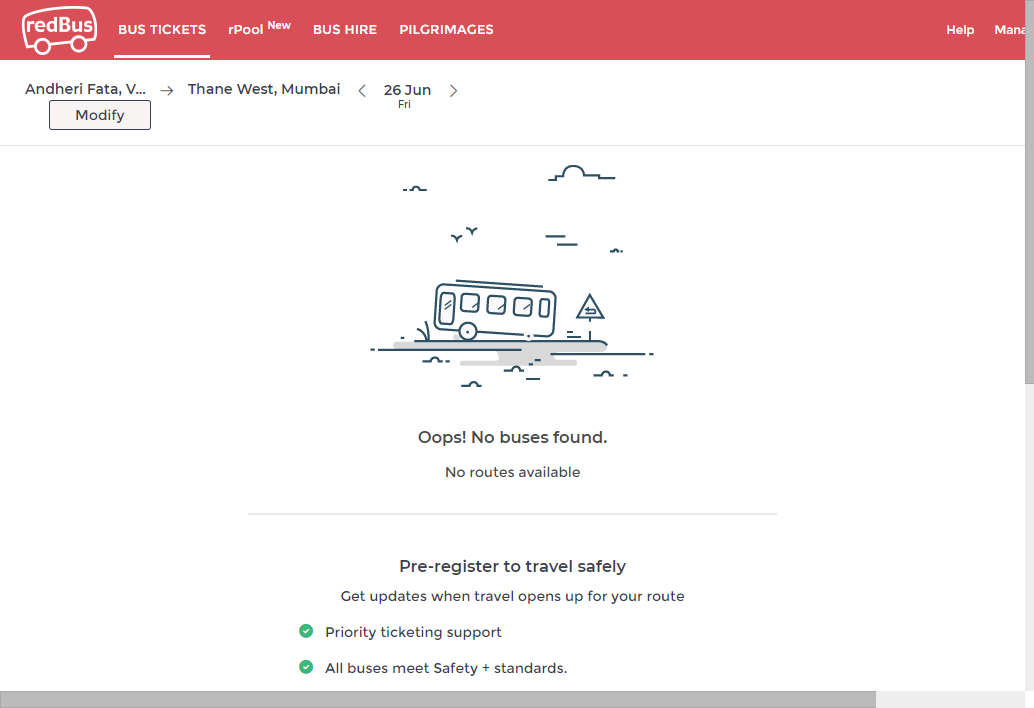 redBus BUS TICKETS rPool New BUS HIRE PILGRIMAGES Help
Andheri Fata, V... → Thane West, Mumbai < 26 Jun >
Fri
Modify
Oops! No buses found.
No routes available
Pre-register to travel safely
Get updates when travel opens up for your route
Priority ticketing support
All buses meet Safety + standards.